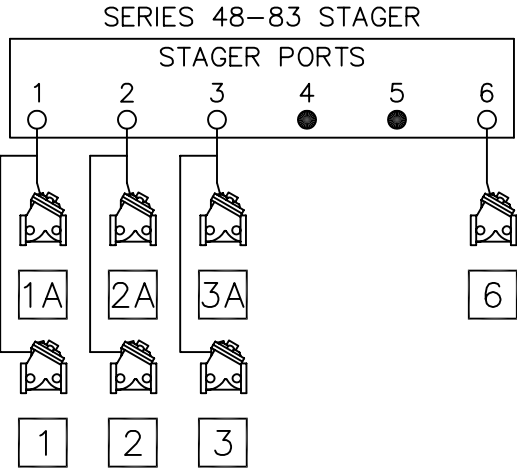 SERIES 48-83 STAGER
STAGER PORTS
1 2 3 4 5 6
1A 2A 3A 6
1 2 3